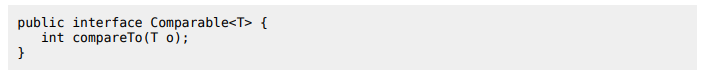 public interface Comparable<T> {
   int compareTo(T o);
}